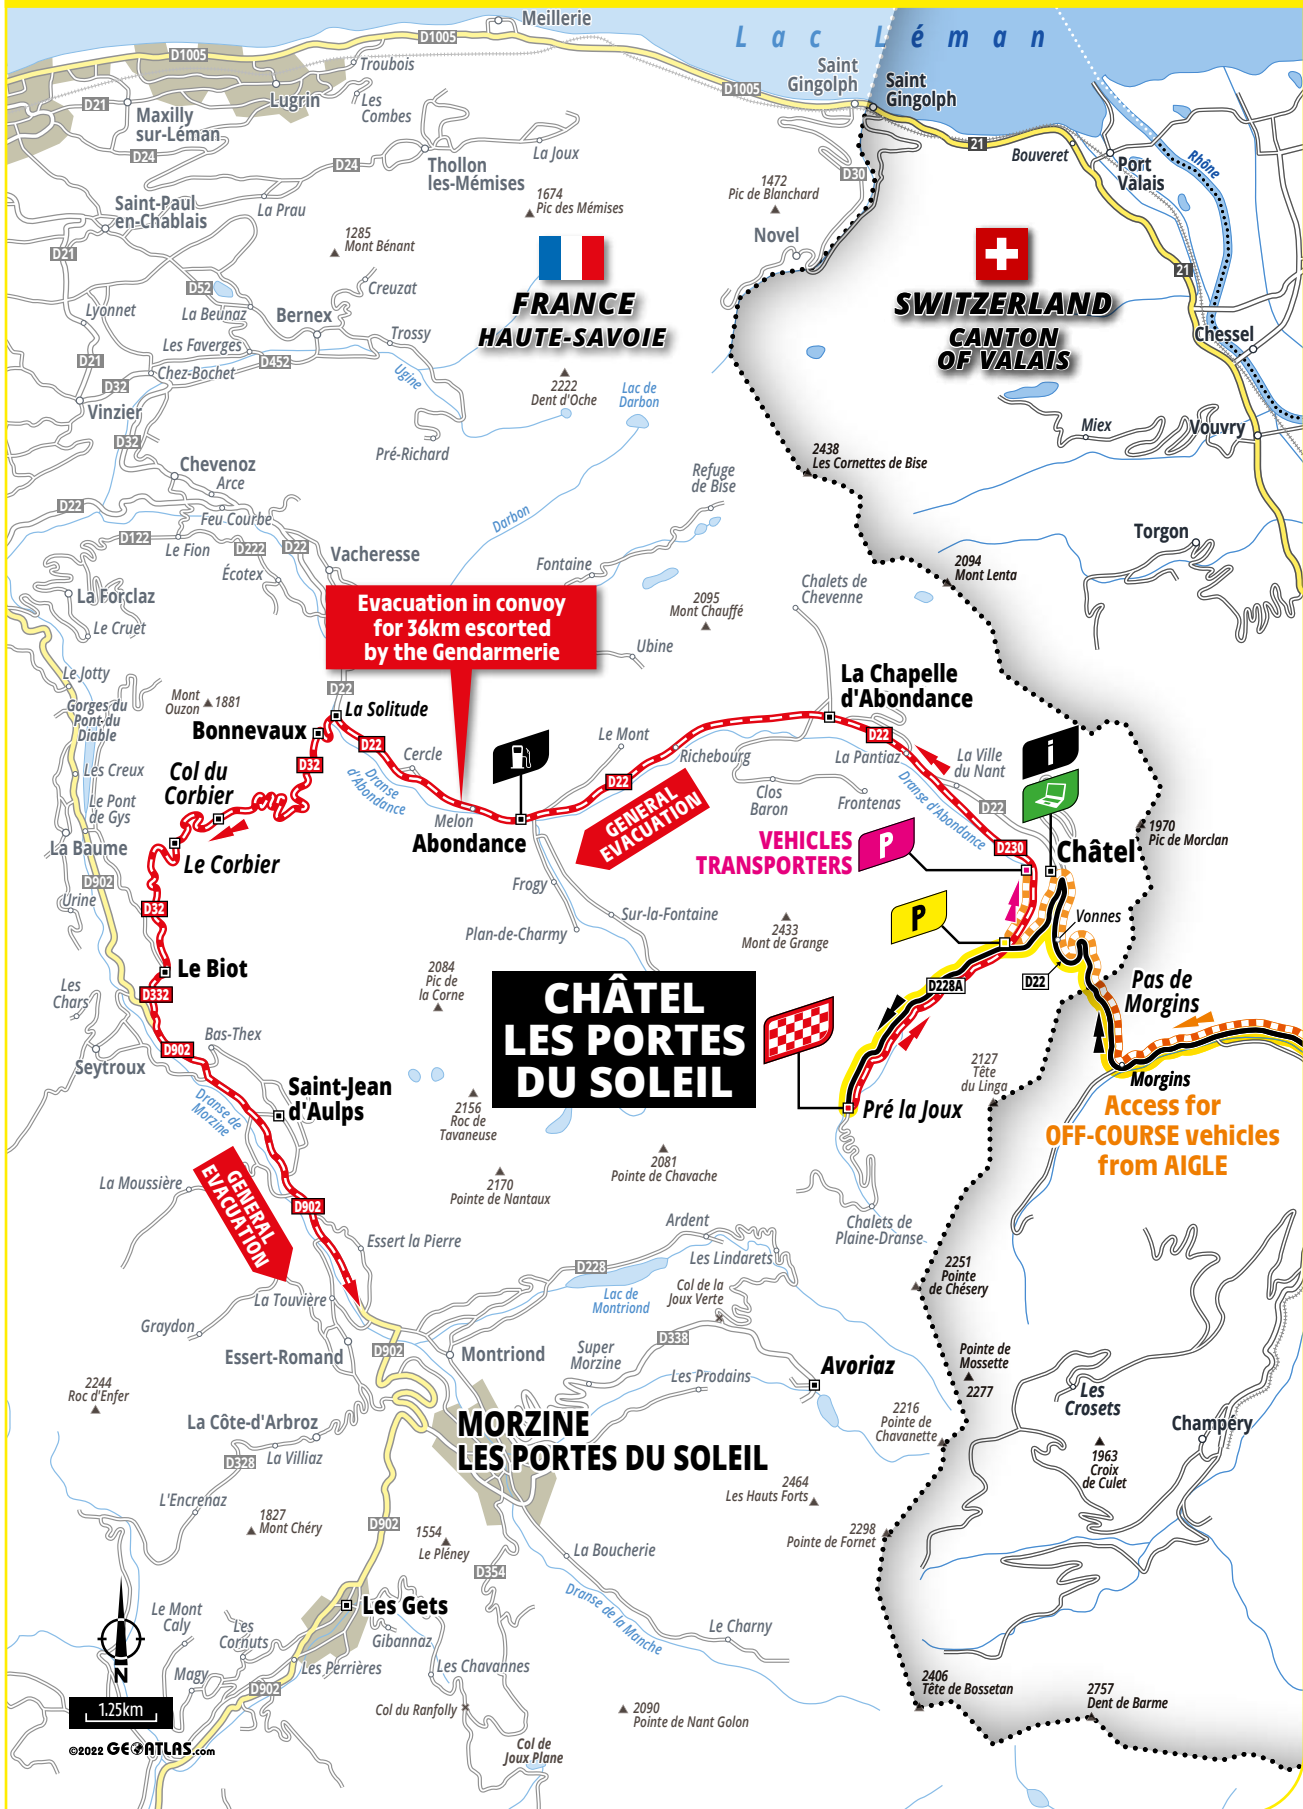 Meillerie
D1005
D1005
Lac Léman
Troubois
Saint
Gingolph
Saint
Gingolph
D1005
Lugrin
Les
Combes
D21
Maxilly
sur-Léman
21
Bouveret
Port
Valais
Rhône
D24
D24
Thollon
les-Mémises
La Joux
D30
1472
Pic de Blanchard
1674
Pic des Mémises
Saint-Paul
en-Chablais
La Prau
1285
Mont Bénant
Novel
D21
21
D52
Creuzat
FRANCE
HAUTE-SAVOIE
SWITZERLAND
CANTON
OF VALAIS
Lyonnet
La Beunaz
Bernex
Trossy
Chessel
Les Faverges
D452
D21
Chez-Bochet
Ugine
D32
2222
Dent d'Oche
Lac de
Darbon
Vinzier
Miex
Vouvry
D32
Pré-Richard
2438
Les Cornettes de Bise
Chevenoz
Arce
Refuge
de Bise
D22
Feu Courbe
Darbon
D122
Le Fion
D222
D22
Torgon
Vacheresse
Écotex
Fontaine
2094
Mont Lenta
Chalets de
Chevenne
La Forclaz
Le Cruet
Evacuation in convoy
for 36km escorted
by the Gendarmerie
2095
Mont Chauffé
Ubine
Le Jotty
La Chapelle
d'Abondance
D22
Mont
Ouzon
1881
Gorges du
Pont du
Diable
La Solitude
Bonnevaux
D22
D22
Le Mont
Richebourg
La Pantiaz
La Ville
du Nant
i
Cercle
D32
Dranse
d'Abondance
Les Creux
Col du
Corbier
D22
Clos
Baron
Frontenas
Dranse d'Abondance
D22
Le Pont
de Gys
Melon
Abondance
GENERAL
EVACUATION
VEHICLES
TRANSPORTERS
P
D230
Châtel
1970
Pic de Morclan
La Baume
Le Corbier
D902
Urine
Frogy
D32
Sur-la-Fontaine
P
Vonnes
Plan-de-Charmy
2433
Mont de Grange
Le Biot
2084
Pic de
la Corne
D228A
D22
Pas de
Morgins
Les
Chars
D332
CHÂTEL
LES PORTES
DU SOLEIL
Bas-Thex
D902
Seytroux
2127
Tête
du Linga
Morgins
Saint-Jean
d'Aulps
Dranse de
Morzine
2156
Roc de
Tavaneuse
Pré la Joux
Access for
OFF-COURSE vehicles
from AIGLE
2081
Pointe de Chavache
2170
Pointe de Nantaux
La Moussière
GENERAL
EVACUATION
D902
Ardent
Chalets de
Plaine-Dranse
Essert la Pierre
Les Lindarets
D228
2251
Pointe
de Chésery
Lac de
Montriond
Col de la
Joux Verte
La Touvière
Graydon
D338
Essert-Romand
D902
Montriond
Super
Morzine
Pointe de
Mossette
2277
Avoriaz
2244
Roc d'Enfer
Les Prodains
Les
Crosets
2216
Pointe de
Chavanette
Champéry
La Côte-d'Arbroz
MORZINE
LES PORTES DU SOLEIL
D328
La Villiaz
1963
Croix
de Culet
2464
Les Hauts Forts
L'Encrenaz
1827
Mont Chéry
D902
1554
Le Pléney
2298
Pointe de Fornet
La Boucherie
D354
Les Gets
Dranse de la Manche
Le Mont
Caly
Les
Cornuts
Gibannaz
Le Charny
N
Magy
Les Perrières
Les Chavannes
D902
2406
Tête de Bossetan
2757
Dent de Barme
1.25km
Col du Ranfolly
2090
Pointe de Nant Golon
©2022 GEOATLAS.com
Col de
Joux Plane